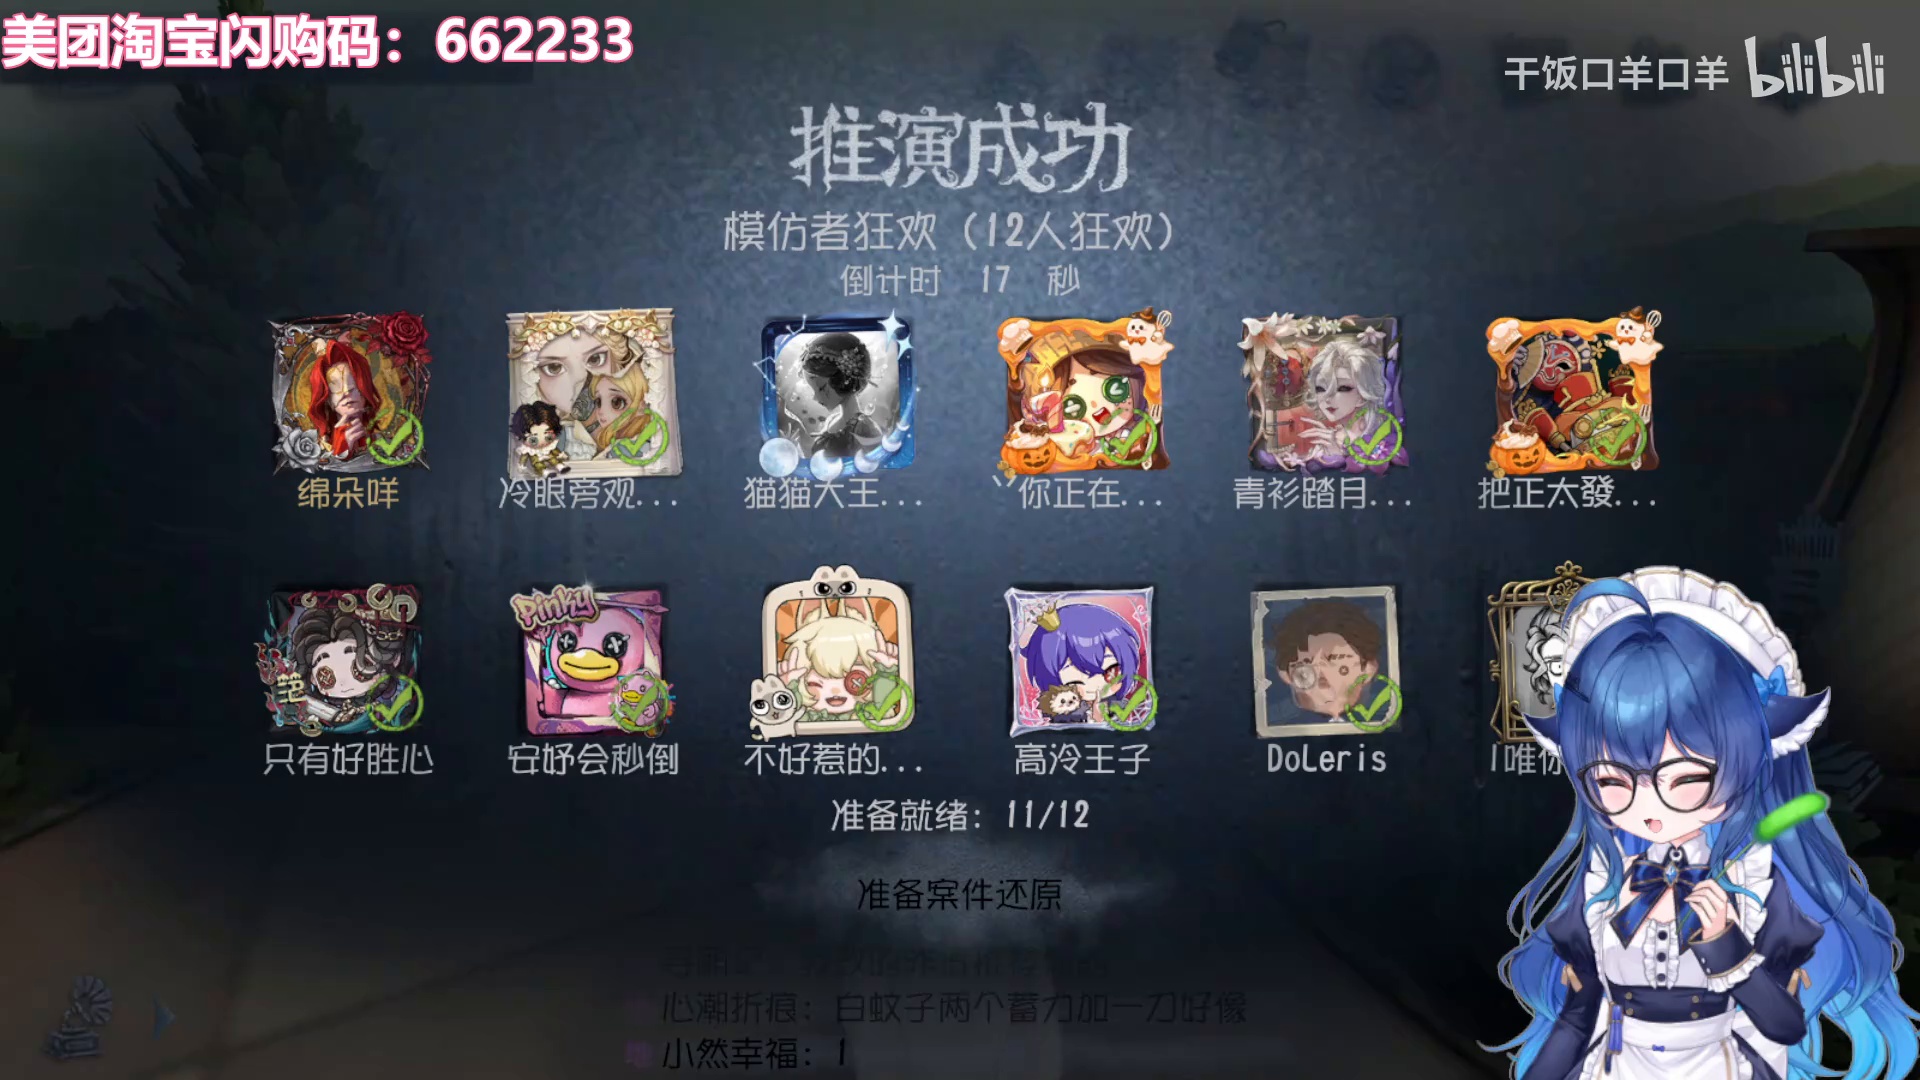 美团淘宝闪购码：662233
干饭口羊口羊 bilibili
推演成功
模仿者狂欢（12人狂欢）
倒计时 17 秒
绵朵咩
冷眼旁观...
猫猫大王...
丷你正在...
青衫踏月...
把正太發...
Pinky
只有好胜心
安妤会秒倒
不好惹的...
高冷王子
DoLeris
准备就绪：11/12
准备案件还原
心潮折痕：白蚁子两个蓄力加一刀好像
小然幸福：1